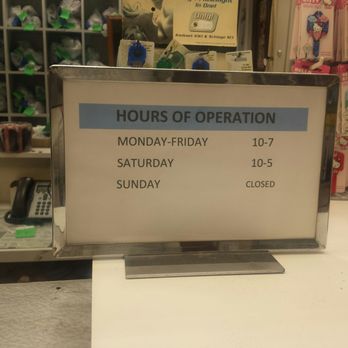 HOURS OF OPERATION
MONDAY-FRIDAY 10-7
SATURDAY 10-5
SUNDAY CLOSED